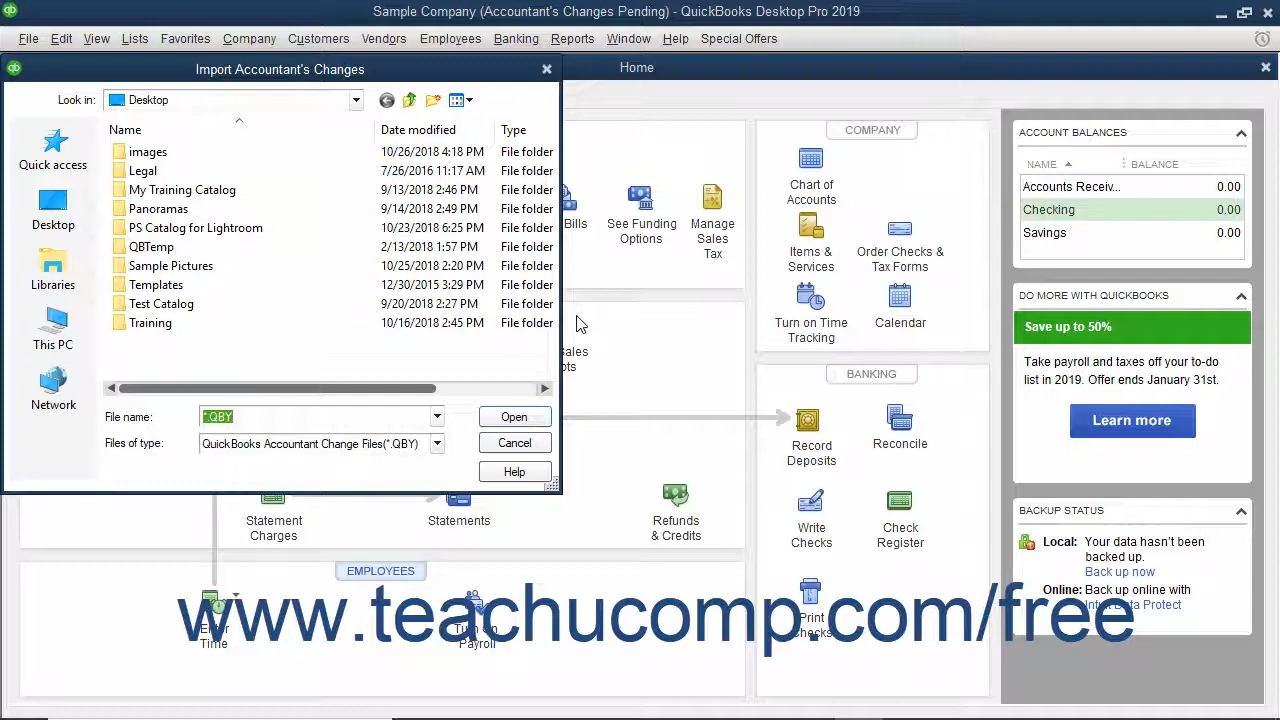 Sample Company (Accountant's Changes Pending) - QuickBooks Desktop Pro 2019
File Edit View Lists Favorites Company Customers Vendors Employees Banking Reports Window Help Special Offers
Import Accountant's Changes
Home
Look in: Desktop
Name Date modified Type
images 10/26/2018 4:18 PM File folder
Legal 7/26/2016 11:17 AM File folder
My Training Catalog 9/13/2018 2:46 PM File folder
Panoramas 9/14/2018 2:49 PM File folder
PS Catalog for Lightroom 10/23/2018 6:25 PM File folder
QBTemp 2/13/2018 1:57 PM File folder
Sample Pictures 10/25/2018 2:20 PM File folder
Templates 12/30/2015 3:29 PM File folder
Test Catalog 9/20/2018 2:27 PM File folder
Training 10/16/2018 2:45 PM File folder
Quick access
Desktop
Libraries
This PC
Network
File name: *.QBY
Open
Files of type: QuickBooks Accountant Change Files(*.QBY)
Cancel
Help
Bills
See Funding
Options
Manage
Sales
Tax
Sales
pts
Statement
Charges
Statements
Refunds
& Credits
EMPLOYEES
Enter
Time
Turn on
Payroll
COMPANY
Chart of
Accounts
Items &
Services
Order Checks &
Tax Forms
Turn on Time
Tracking
Calendar
BANKING
Record
Deposits
Reconcile
Write
Checks
Check
Register
Print
Checks
ACCOUNT BALANCES
NAME BALANCE
Accounts Receiv... 0.00
Checking 0.00
Savings 0.00
DO MORE WITH QUICKBOOKS
Save up to 50%
Take payroll and taxes off your to-do
list in 2019. Offer ends January 31st.
Learn more
BACKUP STATUS
Local: Your data hasn't been
backed up.
Back up now
Online: Back up online with
Intuit Data Protect
www.teachucomp.com/free